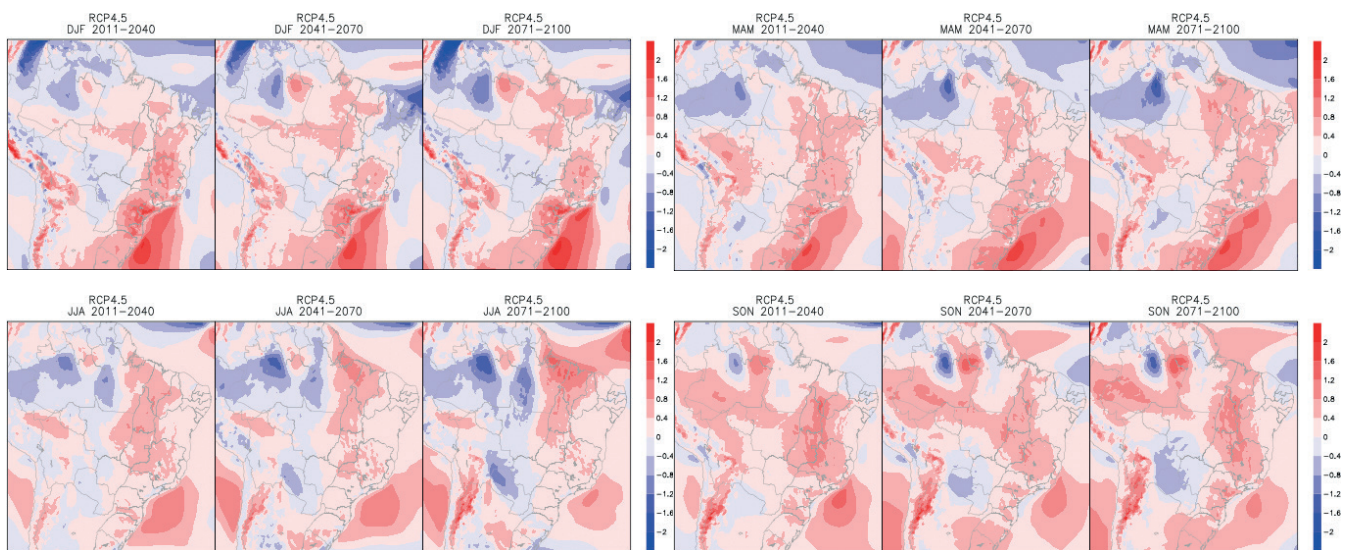 RCP4.5
DJF 2011-2040
RCP4.5
DJF 2041-2070
RCP4.5
DJF 2071-2100
2
1.6
1.2
0.8
0.4
0
-0.4
-0.8
-1.2
-1.6
-2
RCP4.5
MAM 2011-2040
RCP4.5
MAM 2041-2070
RCP4.5
MAM 2071-2100
2
1.6
1.2
0.8
0.4
0
-0.4
-0.8
-1.2
-1.6
-2
RCP4.5
JJA 2011-2040
RCP4.5
JJA 2041-2070
RCP4.5
JJA 2071-2100
2
1.6
1.2
0.8
0.4
0
-0.4
-0.8
-1.2
-1.6
-2
RCP4.5
SON 2011-2040
RCP4.5
SON 2041-2070
RCP4.5
SON 2071-2100
2
1.6
1.2
0.8
0.4
0
-0.4
-0.8
-1.2
-1.6
-2